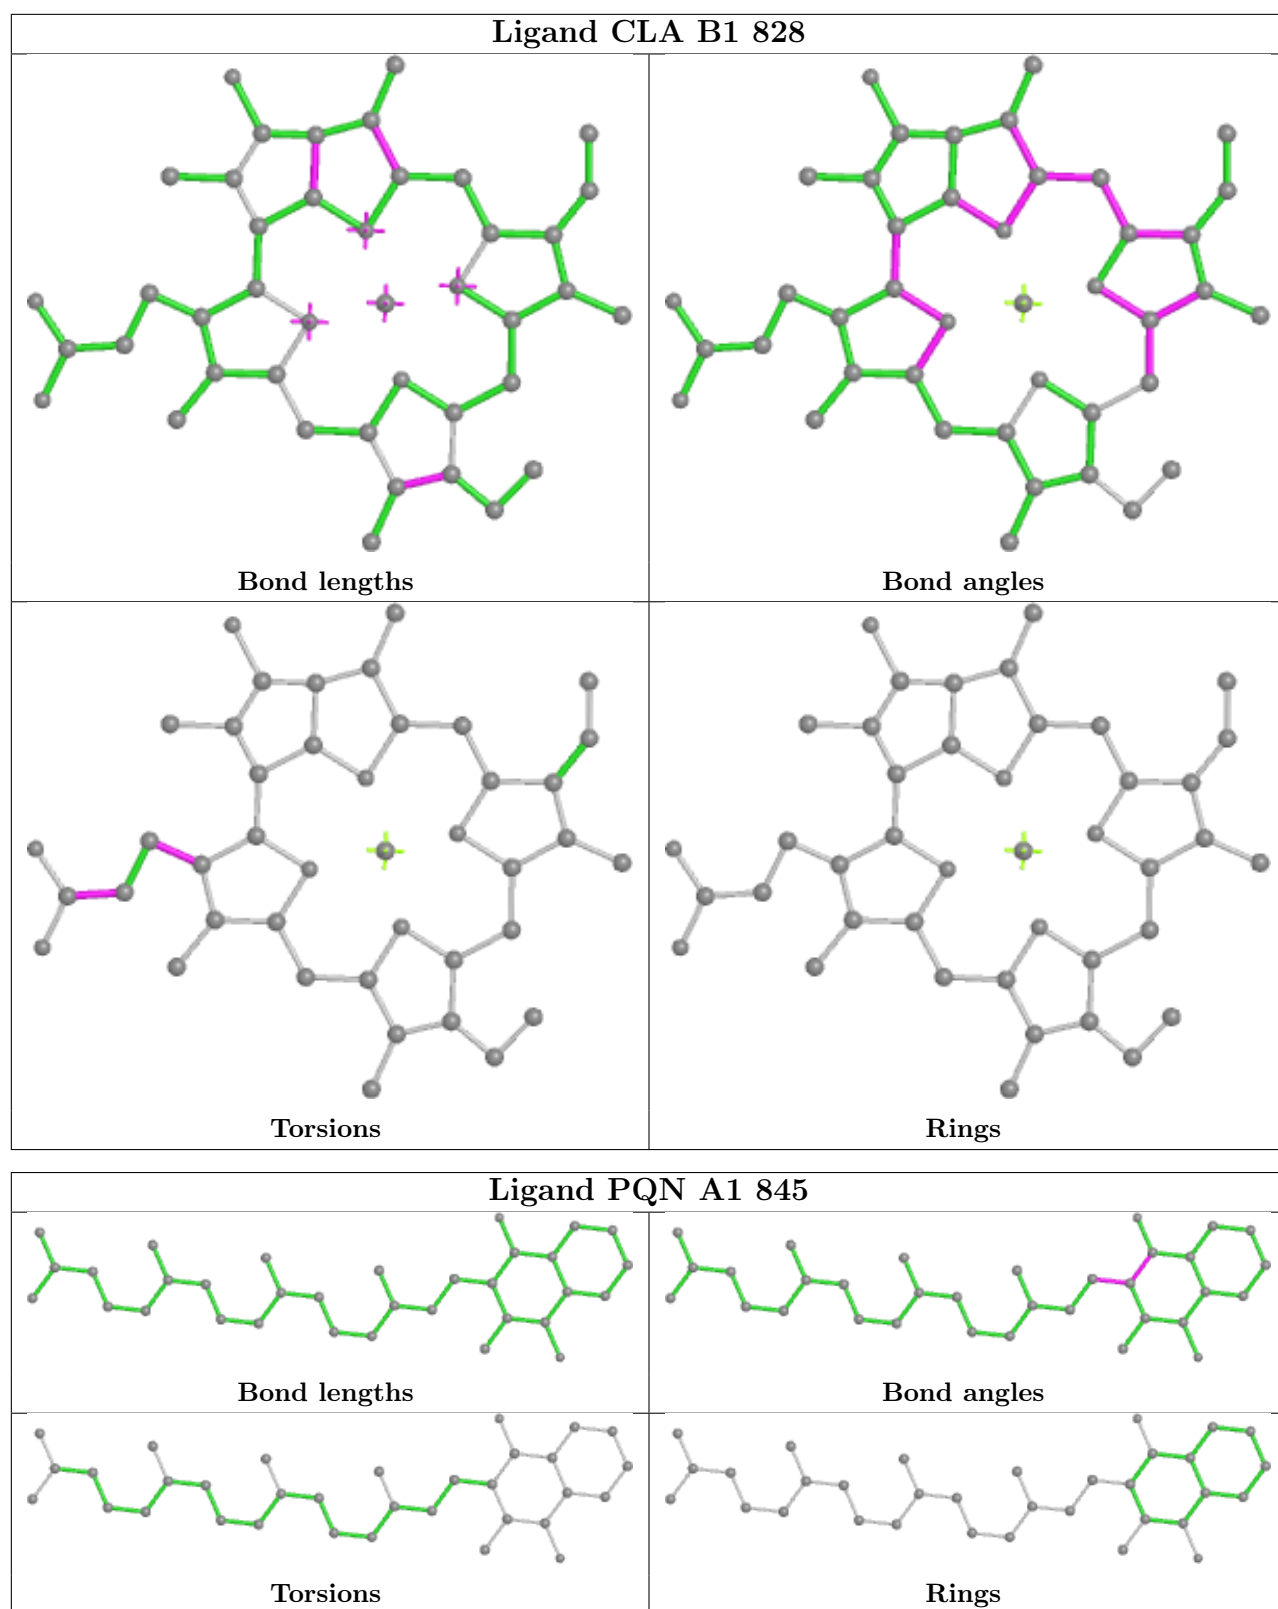 Ligand CLA B1 828
Bond lengths
Bond angles
Torsions
Rings
Ligand PQN A1 845
Bond lengths
Bond angles
Torsions
Rings